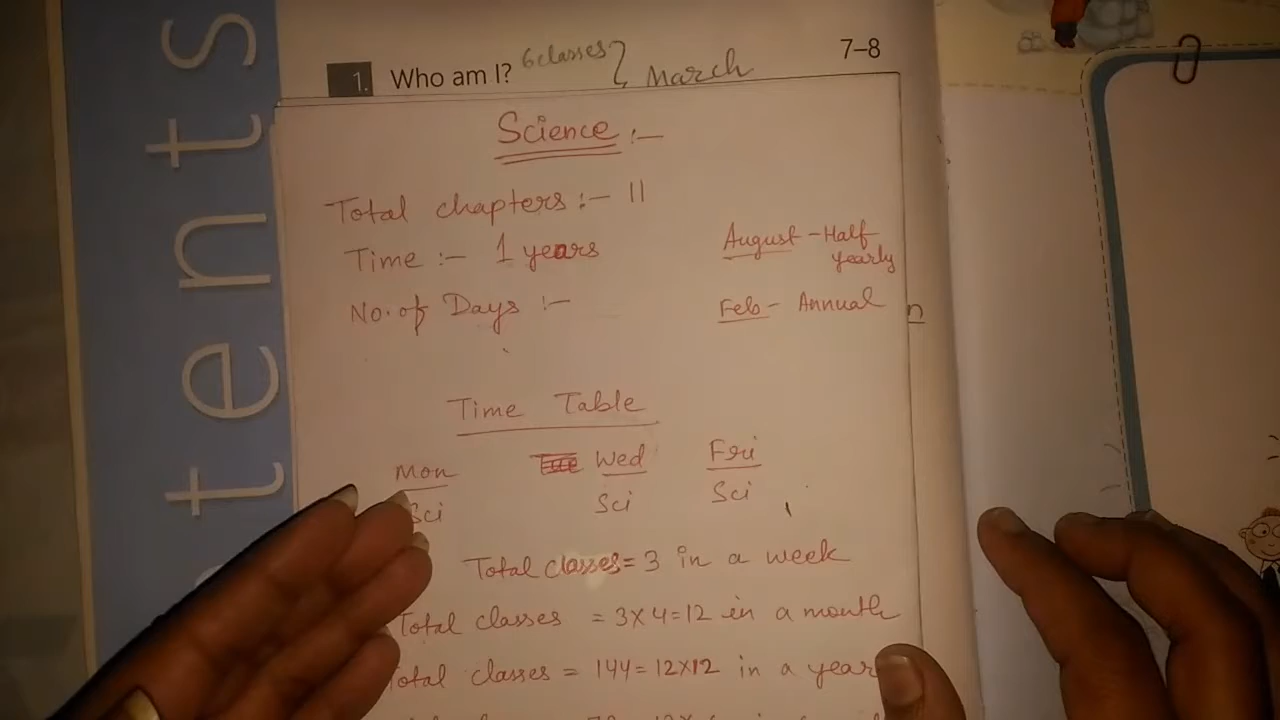 tents
1. Who am I? 6 classes } March 7–8
Science :-
Total chapters :- 11
Time :- 1 years
August - Half yearly
No. of Days :-
Feb - Annual
n
Time Table
Mon Wed Fri
Sci Sci Sci
Total classes = 3 in a week
Total classes = 3×4=12 in a month
Total classes = 144=12×12 in a year